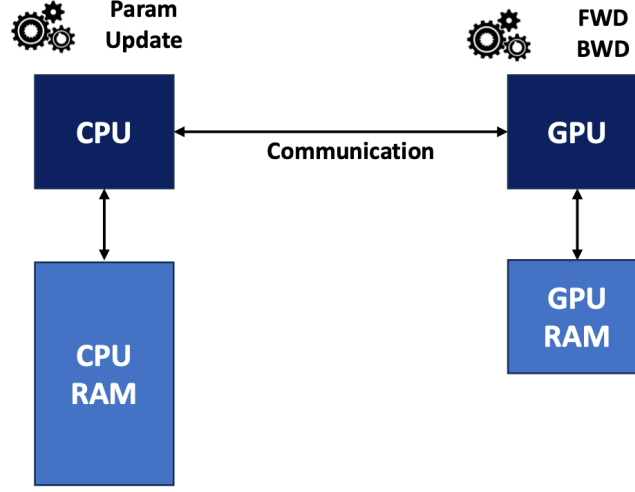 Param
Update
FWD
BWD
CPU
GPU
Communication
CPU
RAM
GPU
RAM